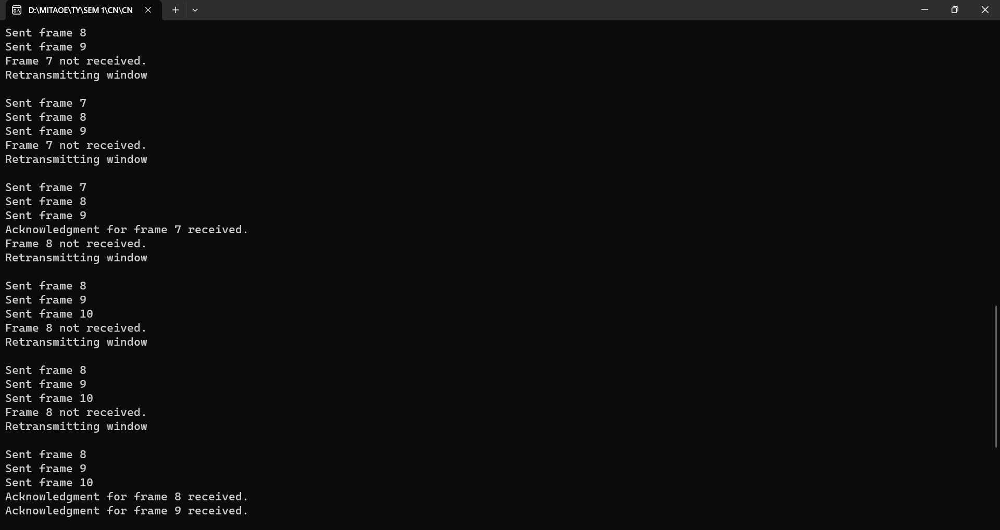 D:\MITAOE\TY\SEM 1\CN\CN
Sent frame 8
Sent frame 9
Frame 7 not received.
Retransmitting window
Sent frame 7
Sent frame 8
Sent frame 9
Frame 7 not received.
Retransmitting window
Sent frame 7
Sent frame 8
Sent frame 9
Acknowledgment for frame 7 received.
Frame 8 not received.
Retransmitting window
Sent frame 8
Sent frame 9
Sent frame 10
Frame 8 not received.
Retransmitting window
Sent frame 8
Sent frame 9
Sent frame 10
Frame 8 not received.
Retransmitting window
Sent frame 8
Sent frame 9
Sent frame 10
Acknowledgment for frame 8 received.
Acknowledgment for frame 9 received.